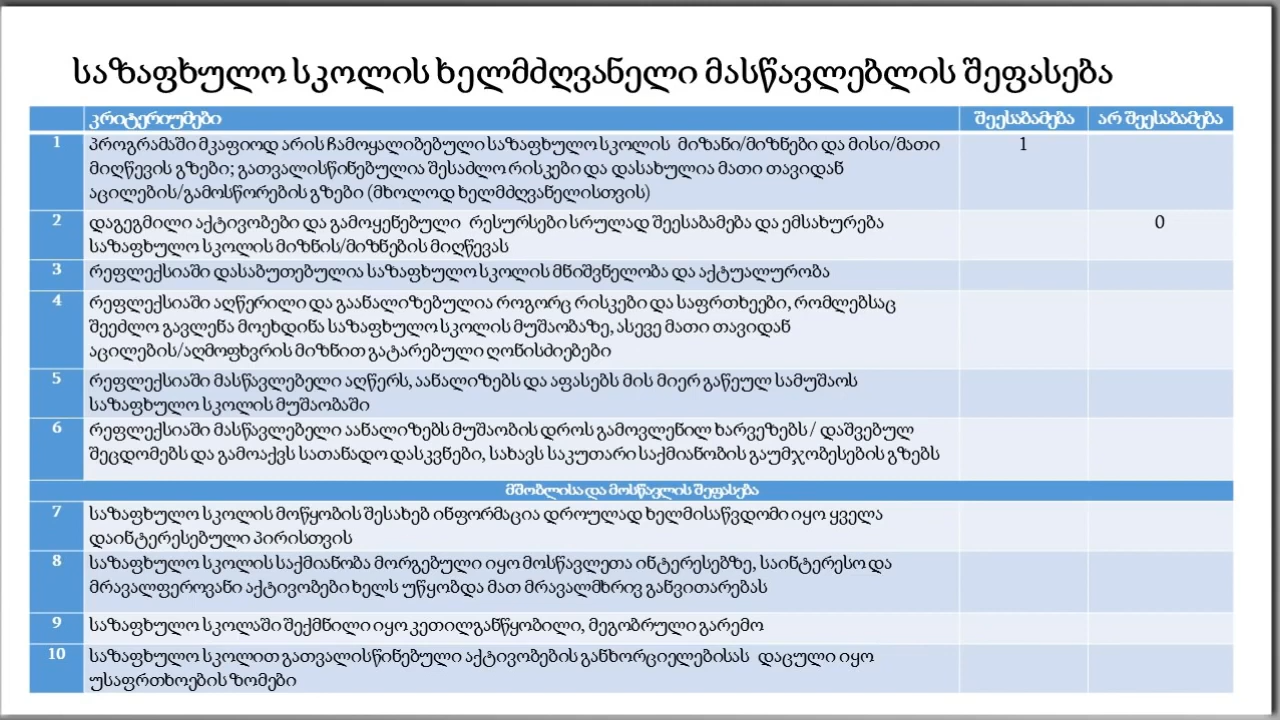 საზაფხულო სკოლის ხელმძღვანელი მასწავლებლის შეფასება
კრიტერიუმები შეესაბამება არ შეესაბამება
1 პროგრამაში მკაფიოდ არის ჩამოყალიბებული საზაფხულო სკოლის მიზანი/მიზნები და მისი/მათი 1
მიღწევის გზები; გათვალისწინებულია შესაძლო რისკები და დასახულია მათი თავიდან
აცილების/გამოსწორების გზები (მხოლოდ ხელმძღვანელისთვის)
2 დაგეგმილი აქტივობები და გამოყენებული რესურსები სრულად შეესაბამება და ემსახურება 0
საზაფხულო სკოლის მიზნის/მიზნების მიღწევას
3 რეფლექსიაში დასაბუთებულია საზაფხულო სკოლის მნიშვნელობა და აქტუალურობა
4 რეფლექსიაში აღწერილი და გაანალიზებულია როგორც რისკები და საფრთხეები, რომლებსაც
შეეძლო გავლენა მოეხდინა საზაფხულო სკოლის მუშაობაზე, ასევე მათი თავიდან
აცილების/აღმოფხვრის მიზნით გატარებული ღონისძიებები
5 რეფლექსიაში მასწავლებელი აღწერს, აანალიზებს და აფასებს მის მიერ გაწეულ სამუშაოს
საზაფხულო სკოლის მუშაობაში
6 რეფლექსიაში მასწავლებელი აანალიზებს მუშაობის დროს გამოვლენილ ხარვეზებს / დაშვებულ
შეცდომებს და გამოაქვს სათანადო დასკვნები, სახავს საკუთარი საქმიანობის გაუმჯობესების გზებს
მშობლისა და მოსწავლის შეფასება
7 საზაფხულო სკოლის მოწყობის შესახებ ინფორმაცია დროულად ხელმისაწვდომი იყო ყველა
დაინტერესებული პირისთვის
8 საზაფხულო სკოლის საქმიანობა მორგებული იყო მოსწავლეთა ინტერესებზე, საინტერესო და
მრავალფეროვანი აქტივობები ხელს უწყობდა მათ მრავალმხრივ განვითარებას
9 საზაფხულო სკოლაში შექმნილი იყო კეთილგანწყობილი, მეგობრული გარემო
10 საზაფხულო სკოლით გათვალისწინებული აქტივობების განხორციელებისას დაცული იყო
უსაფრთხოების ზომები